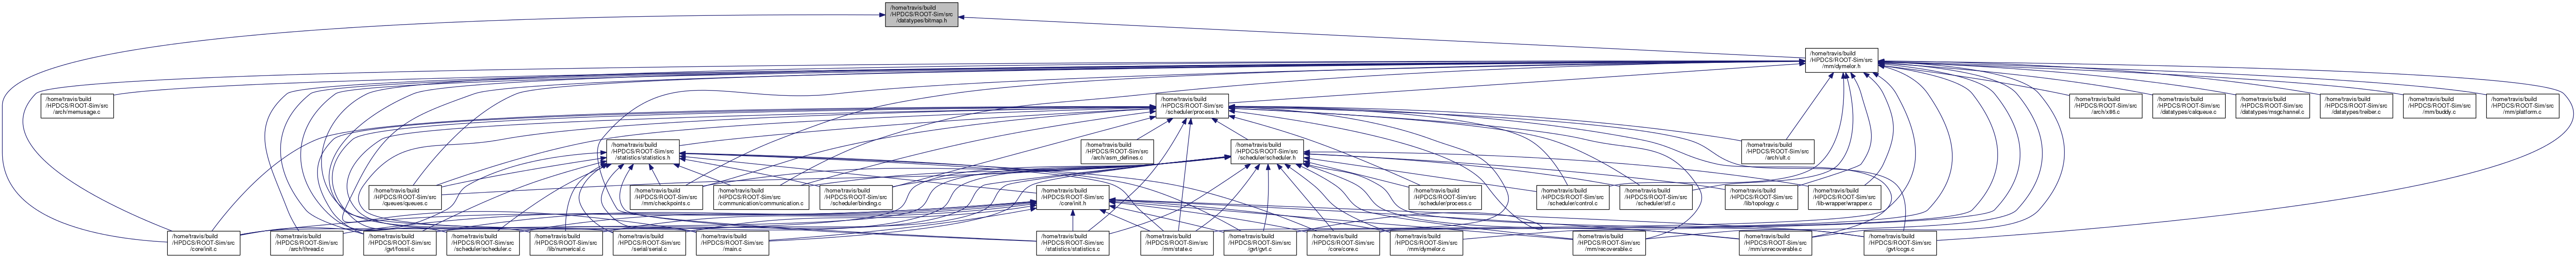 /home/travis/build
/HPDCS/ROOT-Sim/src
/datatypes/bitmap.h
/home/travis/build
/HPDCS/ROOT-Sim/src
/mm/dymelor.h
/home/travis/build
/HPDCS/ROOT-Sim/src
/arch/memusage.c
/home/travis/build
/HPDCS/ROOT-Sim/src
/scheduler/process.h
/home/travis/build
/HPDCS/ROOT-Sim/src
/arch/x86.c
/home/travis/build
/HPDCS/ROOT-Sim/src
/datatypes/calqueue.c
/home/travis/build
/HPDCS/ROOT-Sim/src
/datatypes/msgchannel.c
/home/travis/build
/HPDCS/ROOT-Sim/src
/datatypes/treiber.c
/home/travis/build
/HPDCS/ROOT-Sim/src
/mm/buddy.c
/home/travis/build
/HPDCS/ROOT-Sim/src
/mm/platform.c
/home/travis/build
/HPDCS/ROOT-Sim/src
/statistics/statistics.h
/home/travis/build
/HPDCS/ROOT-Sim/src
/arch/asm_defines.c
/home/travis/build
/HPDCS/ROOT-Sim/src
/scheduler/scheduler.h
/home/travis/build
/HPDCS/ROOT-Sim/src
/arch/ult.c
/home/travis/build
/HPDCS/ROOT-Sim/src
/queues/queues.c
/home/travis/build
/HPDCS/ROOT-Sim/src
/mm/checkpoints.c
/home/travis/build
/HPDCS/ROOT-Sim/src
/communication/communication.c
/home/travis/build
/HPDCS/ROOT-Sim/src
/scheduler/binding.c
/home/travis/build
/HPDCS/ROOT-Sim/src
/core/init.h
/home/travis/build
/HPDCS/ROOT-Sim/src
/scheduler/process.c
/home/travis/build
/HPDCS/ROOT-Sim/src
/scheduler/control.c
/home/travis/build
/HPDCS/ROOT-Sim/src
/scheduler/stf.c
/home/travis/build
/HPDCS/ROOT-Sim/src
/lib/topology.c
/home/travis/build
/HPDCS/ROOT-Sim/src
/lib-wrapper/wrapper.c
/home/travis/build
/HPDCS/ROOT-Sim/src
/core/init.c
/home/travis/build
/HPDCS/ROOT-Sim/src
/arch/thread.c
/home/travis/build
/HPDCS/ROOT-Sim/src
/gvt/fossil.c
/home/travis/build
/HPDCS/ROOT-Sim/src
/scheduler/scheduler.c
/home/travis/build
/HPDCS/ROOT-Sim/src
/lib/numerical.c
/home/travis/build
/HPDCS/ROOT-Sim/src
/serial/serial.c
/home/travis/build
/HPDCS/ROOT-Sim/src
/main.c
/home/travis/build
/HPDCS/ROOT-Sim/src
/statistics/statistics.c
/home/travis/build
/HPDCS/ROOT-Sim/src
/mm/state.c
/home/travis/build
/HPDCS/ROOT-Sim/src
/gvt/gvt.c
/home/travis/build
/HPDCS/ROOT-Sim/src
/core/core.c
/home/travis/build
/HPDCS/ROOT-Sim/src
/mm/dymelor.c
/home/travis/build
/HPDCS/ROOT-Sim/src
/mm/recoverable.c
/home/travis/build
/HPDCS/ROOT-Sim/src
/mm/unrecoverable.c
/home/travis/build
/HPDCS/ROOT-Sim/src
/gvt/ccgs.c